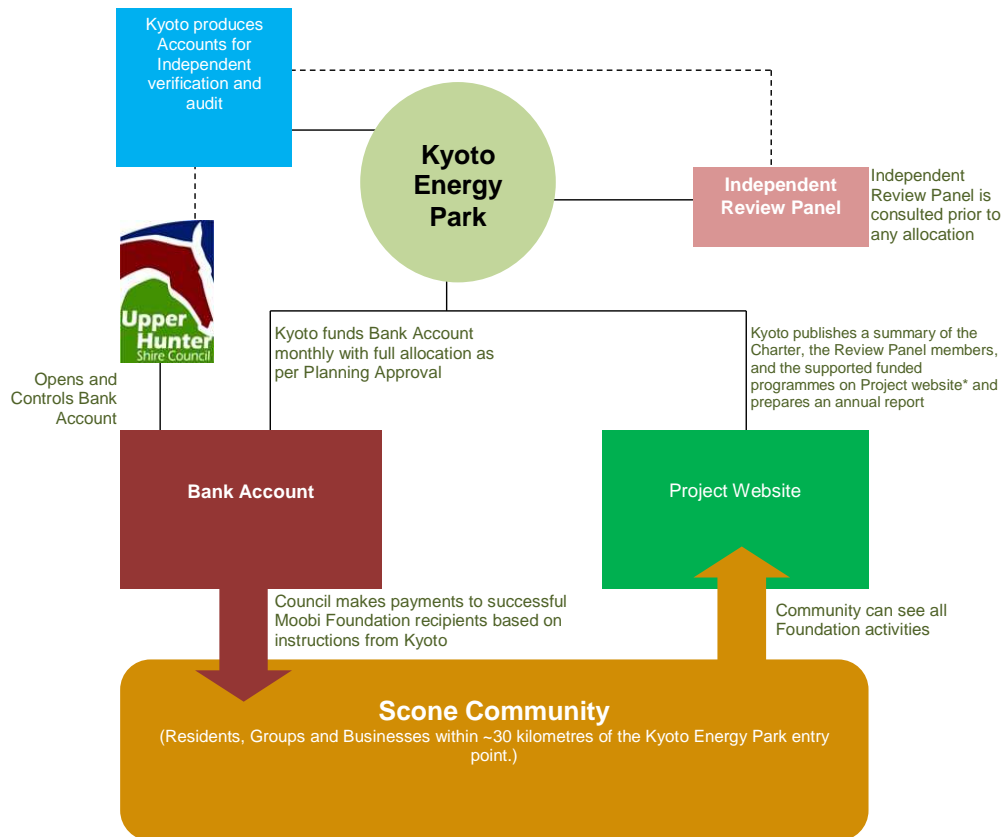 Kyoto produces
Accounts for
Independent
verification and
audit
Kyoto
Energy
Park
Independent
Review Panel
Independent
Review Panel is
consulted prior to
any allocation
Upper
Hunter
Shire Council
Opens and
Controls Bank
Account
Kyoto funds Bank Account
monthly with full allocation as
per Planning Approval
Kyoto publishes a summary of the
Charter, the Review Panel members,
and the supported funded
programmes on Project website* and
prepares an annual report
Bank Account
Project Website
Council makes payments to successful
Moobi Foundation recipients based on
instructions from Kyoto
Community can see all
Foundation activities
Scone Community
(Residents, Groups and Businesses within ~30 kilometres of the Kyoto Energy Park entry
point.)